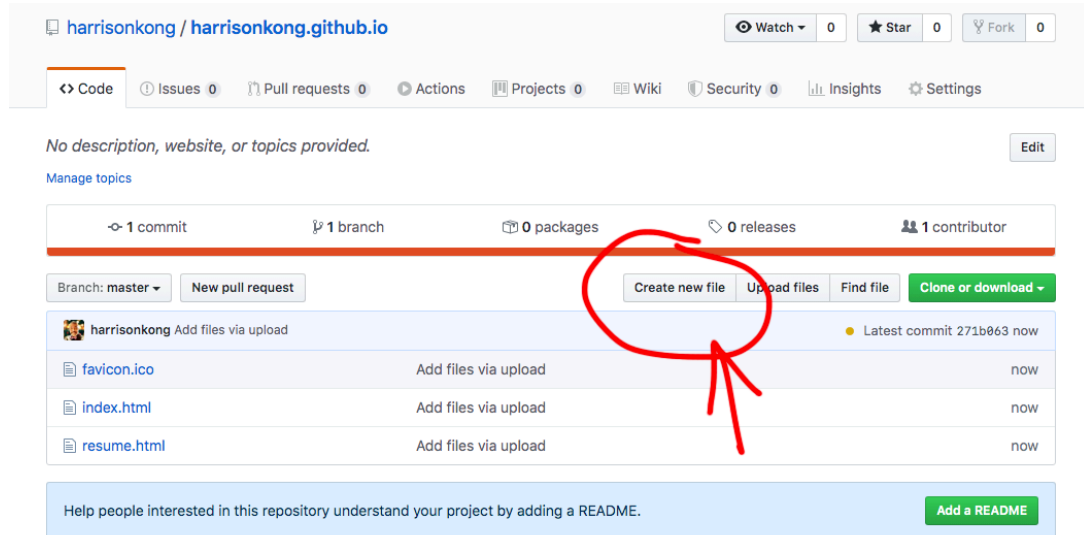 harrisonkong / harrisonkong.github.io Watch 0 Star 0 Fork 0
Code Issues 0 Pull requests 0 Actions Projects 0 Wiki Security 0 Insights Settings
No description, website, or topics provided. Edit
Manage topics
1 commit 1 branch 0 packages 0 releases 1 contributor
Branch: master New pull request Create new file Upload files Find file Clone or download
harrisonkong Add files via upload Latest commit 271b063 now
favicon.ico Add files via upload now
index.html Add files via upload now
resume.html Add files via upload now
Help people interested in this repository understand your project by adding a README. Add a README